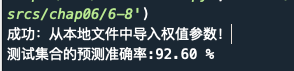 srcs/chap06/6-8')
成功：从本地文件中导入权值参数！
测试集合的预测准确率:92.60 %